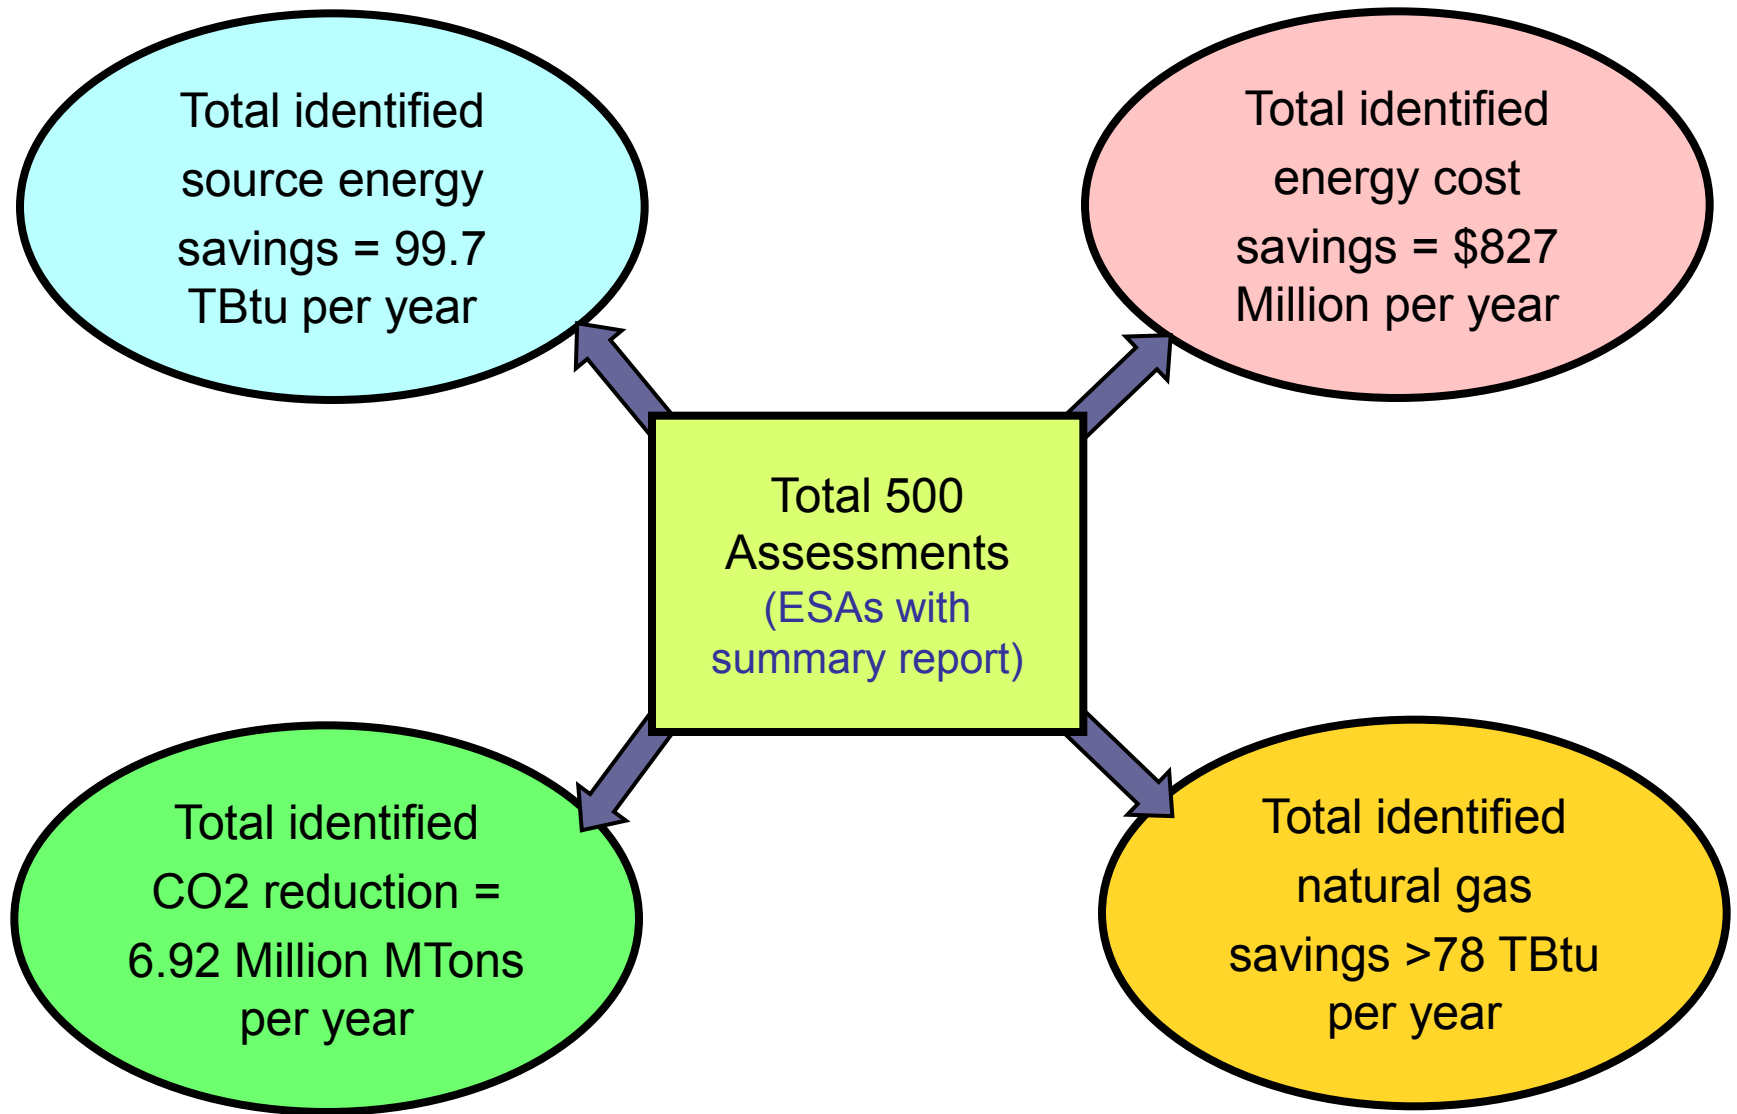 Total identified
source energy
savings = 99.7
TBtu per year
Total identified
energy cost
savings = $827
Million per year
Total 500
Assessments
(ESAs with
summary report)
Total identified
CO2 reduction =
6.92 Million MTons
per year
Total identified
natural gas
savings >78 TBtu
per year